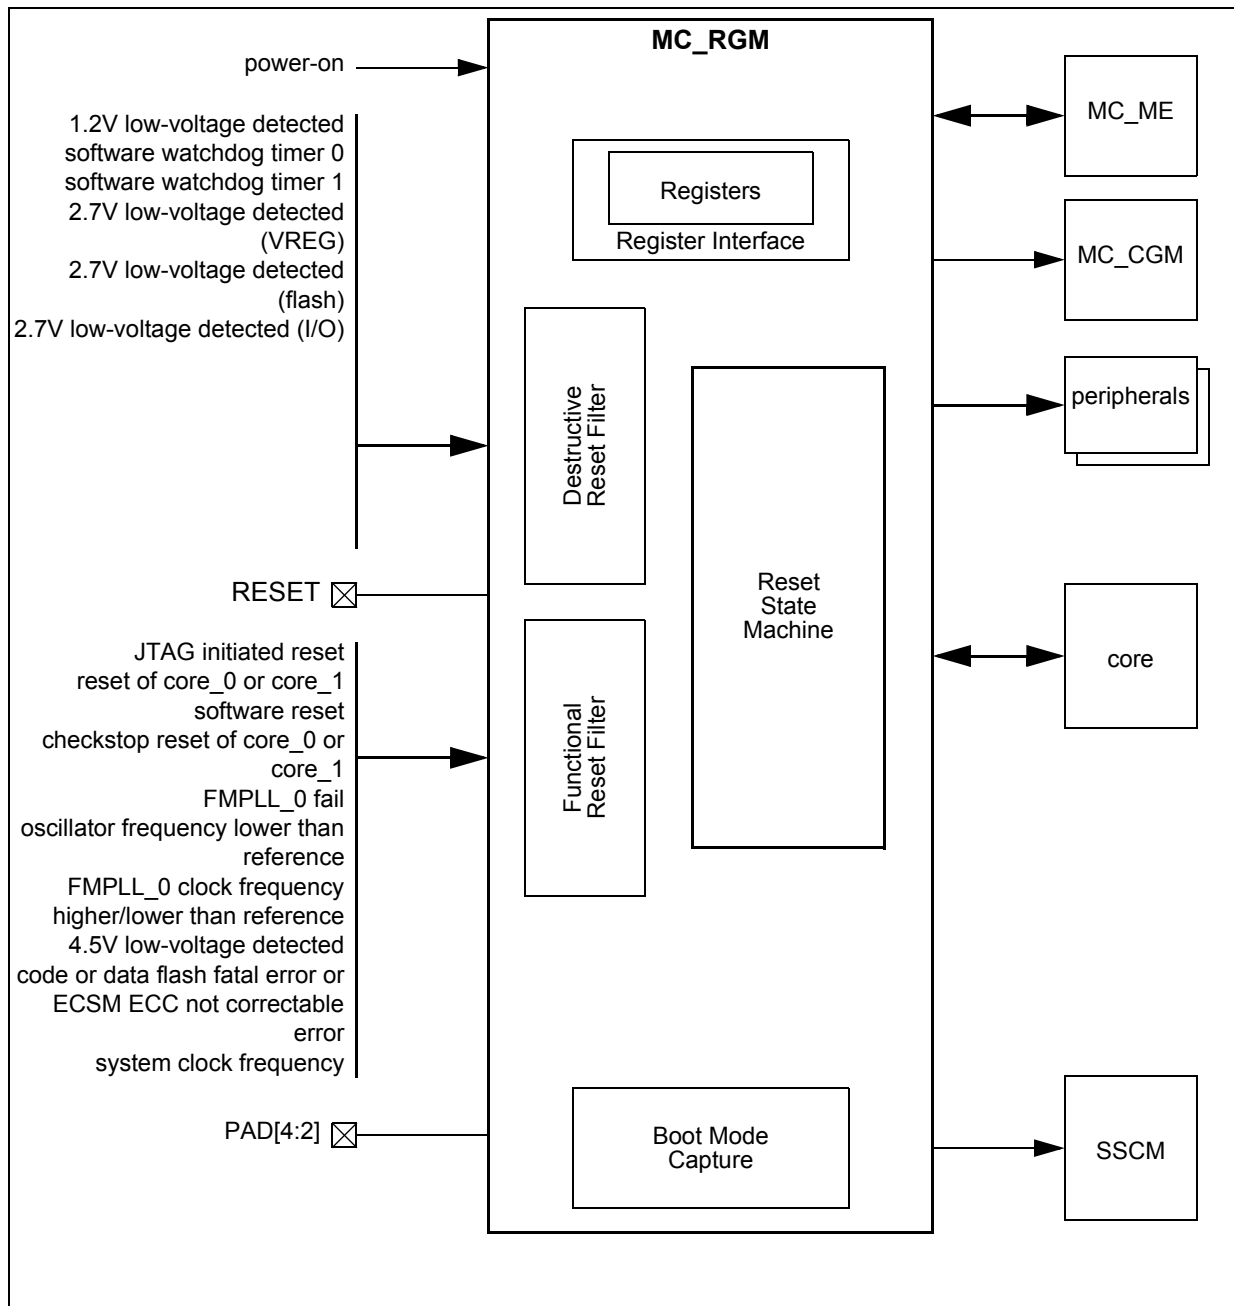 MC_RGM
power-on
1.2V low-voltage detected
software watchdog timer 0
software watchdog timer 1
2.7V low-voltage detected
(VREG)
2.7V low-voltage detected
(flash)
2.7V low-voltage detected (I/O)
RESET
JTAG initiated reset
reset of core_0 or core_1
software reset
checkstop reset of core_0 or
core_1
FMPLL_0 fail
oscillator frequency lower than
reference
FMPLL_0 clock frequency
higher/lower than reference
4.5V low-voltage detected
code or data flash fatal error or
ECSM ECC not correctable
error
system clock frequency
PAD[4:2]
Registers
Register Interface
Destructive
Reset Filter
Functional
Reset Filter
Reset
State
Machine
Boot Mode
Capture
MC_ME
MC_CGM
peripherals
core
SSCM